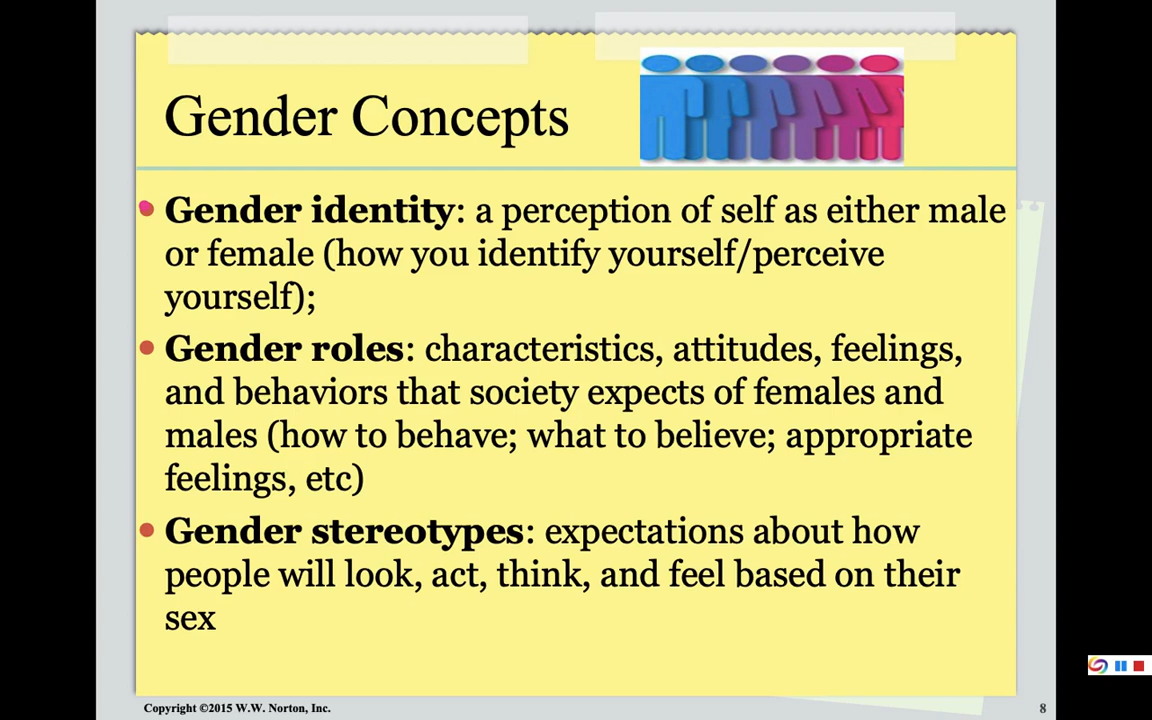 Gender Concepts
Gender identity: a perception of self as either male
or female (how you identify yourself/perceive
yourself);
Gender roles: characteristics, attitudes, feelings,
and behaviors that society expects of females and
males (how to behave; what to believe; appropriate
feelings, etc)
Gender stereotypes: expectations about how
people will look, act, think, and feel based on their
sex
Copyright ©2015 W.W. Norton, Inc.
8